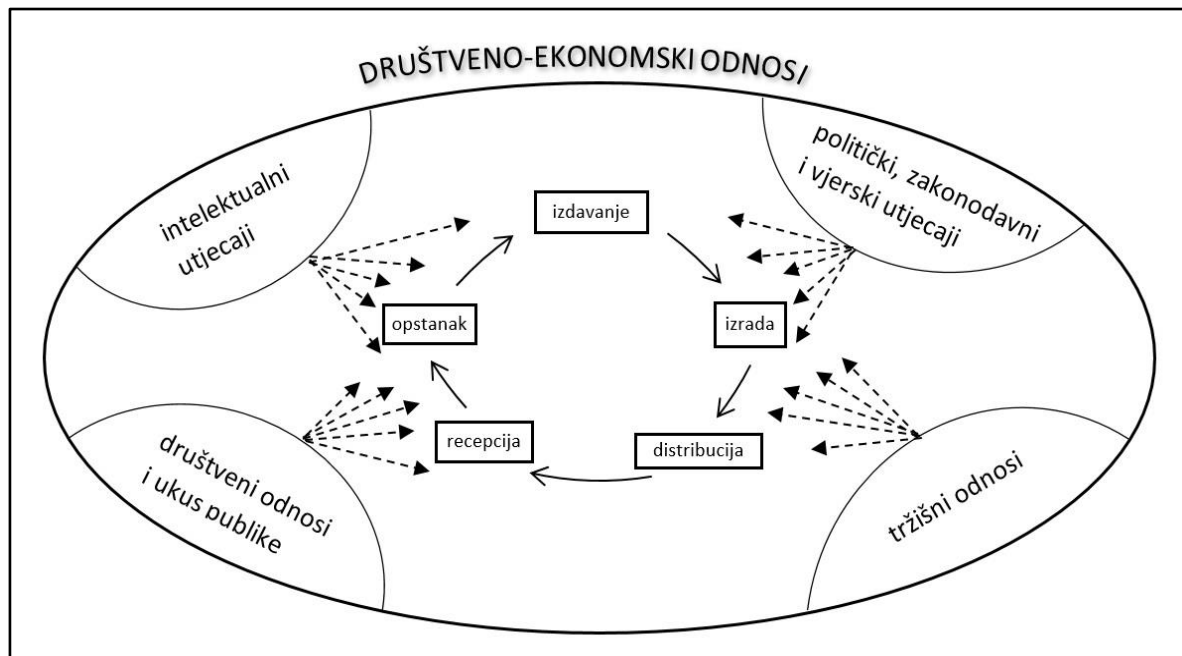 DRUŠTVENO-EKONOMSKI ODNOSI
intelektualni
utjecaji
politički, zakonodavni
i vjerski utjecaji
izdavanje
opstanak
izrada
recepcija
distribucija
društveni odnosi
i ukus publike
tržišni odnosi